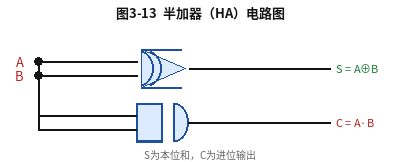 图3-13 半加器（HA）电路图
A
B
S = A⊕B
C = A· B
S为本位和，C为进位输出